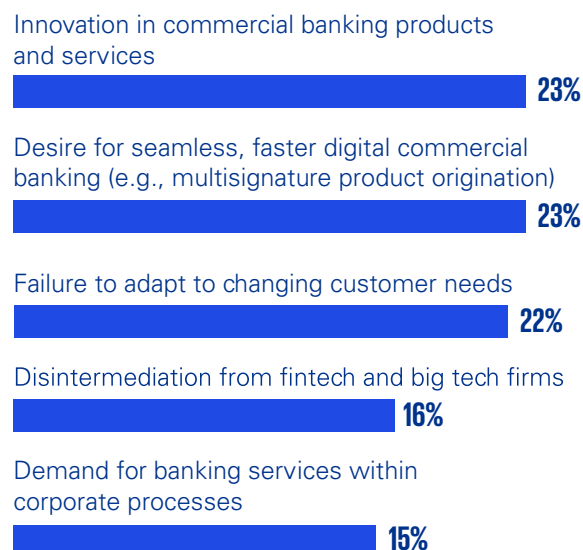 Innovation in commercial banking products
and services
23%
Desire for seamless, faster digital commercial
banking (e.g., multisignature product origination)
23%
Failure to adapt to changing customer needs
22%
Disintermediation from fintech and big tech firms
16%
Demand for banking services within
corporate processes
15%